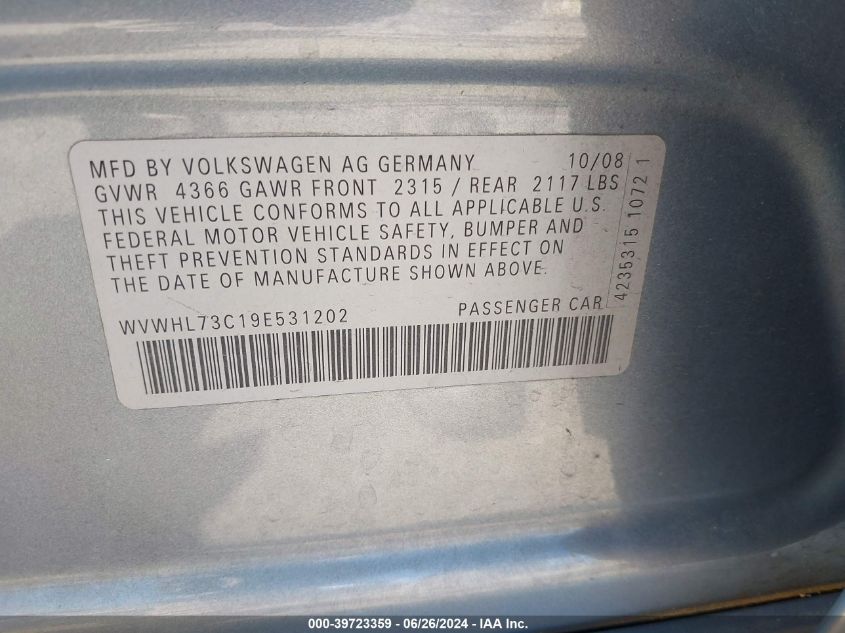 MFD BY VOLKSWAGEN AG GERMANY 10/08
GVWR 4366 GAWR FRONT 2315 / REAR 2117 LBS
THIS VEHICLE CONFORMS TO ALL APPLICABLE U.S.
FEDERAL MOTOR VEHICLE SAFETY, BUMPER AND
THEFT PREVENTION STANDARDS IN EFFECT ON
THE DATE OF MANUFACTURE SHOWN ABOVE.
WVWHL73C19E531202 PASSENGER CAR
4235315 1072 1
000-39723359 / 06/26/2024 - IAA Inc.